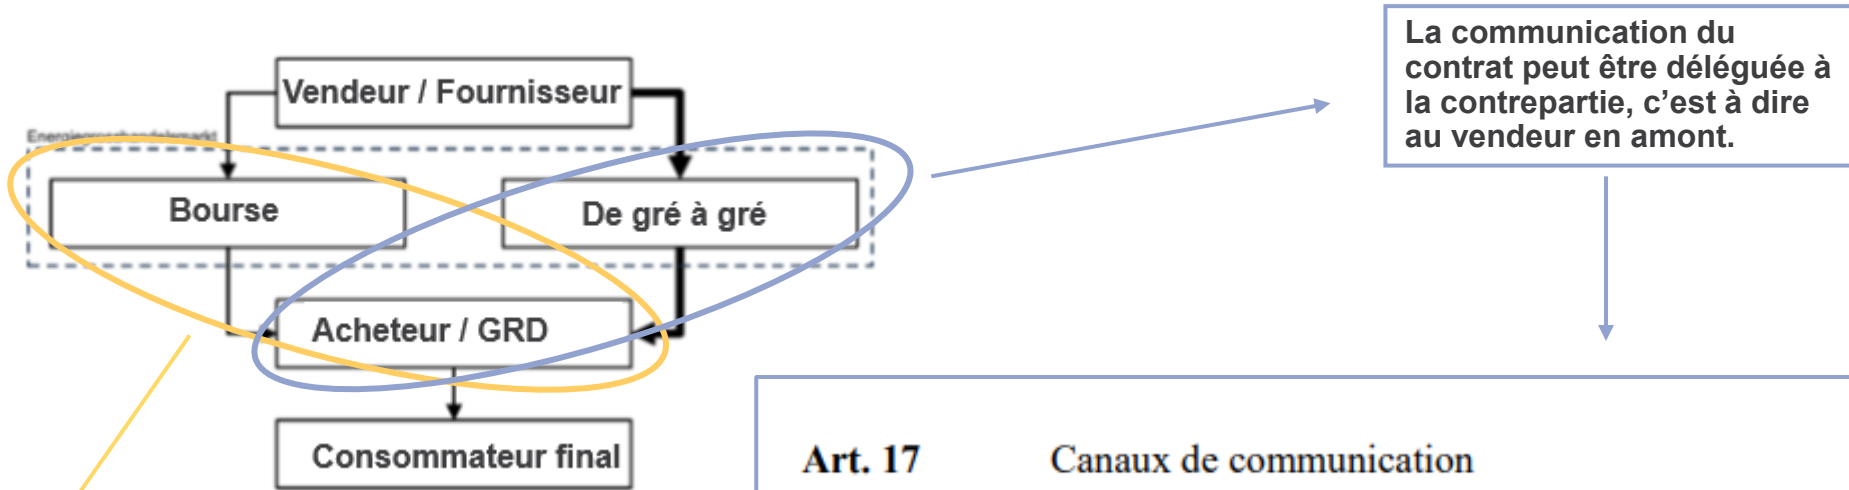 La communication du
contrat peut être déléguée à
la contrepartie, c’est à dire
au vendeur en amont.
Vendeur / Fournisseur
Energiegrosshandelsmarkt
Bourse
De gré à gré
Acheteur / GRD
Consommateur final
Art. 17 Canaux de communication